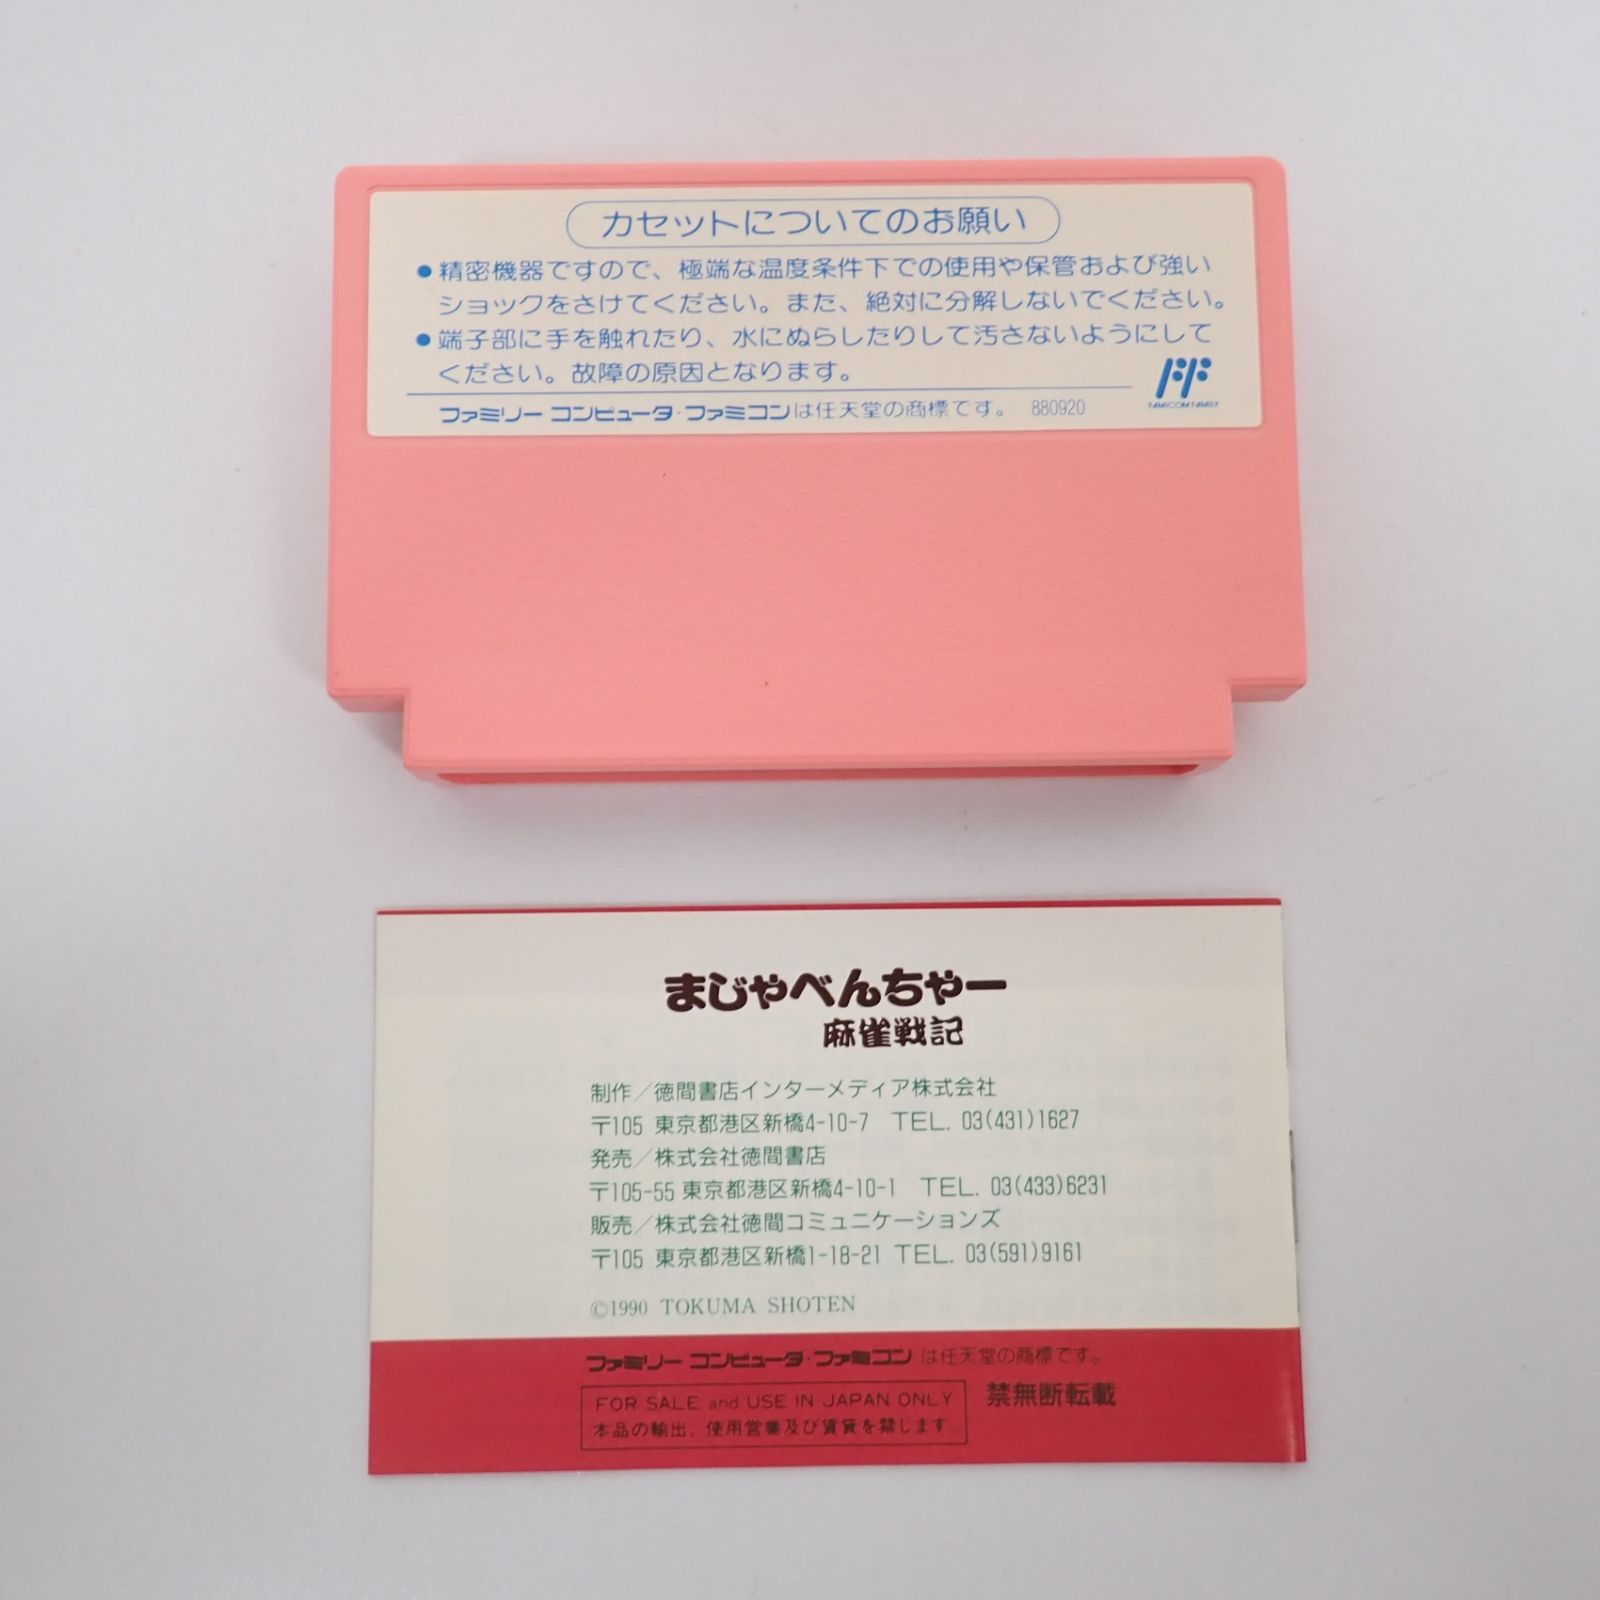 カセットについてのお願い
●精密機器ですので、極端な温度条件下での使用や保管および強い
ショックをさけてください。また、絶対に分解しないでください。
●端子部に手を触れたり、水にぬらしたりして汚さないようにして
ください。故障の原因となります。
FF
FAMICOM FAMILY
ファミリー コンピュータ・ファミコンは任天堂の商標です。 880920
まじゃべんちゃー
麻雀戦記
制作／徳間書店インターメディア株式会社
〒105 東京都港区新橋4-10-7 TEL. 03(431)1627
発売／株式会社徳間書店
〒105-55 東京都港区新橋4-10-1 TEL. 03(433)6231
販売／株式会社徳間コミュニケーションズ
〒105 東京都港区新橋1-18-21 TEL. 03(591)9161
©1990 TOKUMA SHOTEN
ファミリー コンピュータ・ファミコン は任天堂の商標です。
FOR SALE and USE IN JAPAN ONLY
本品の輸出、使用営業及び賃貸を禁します
禁無断転載